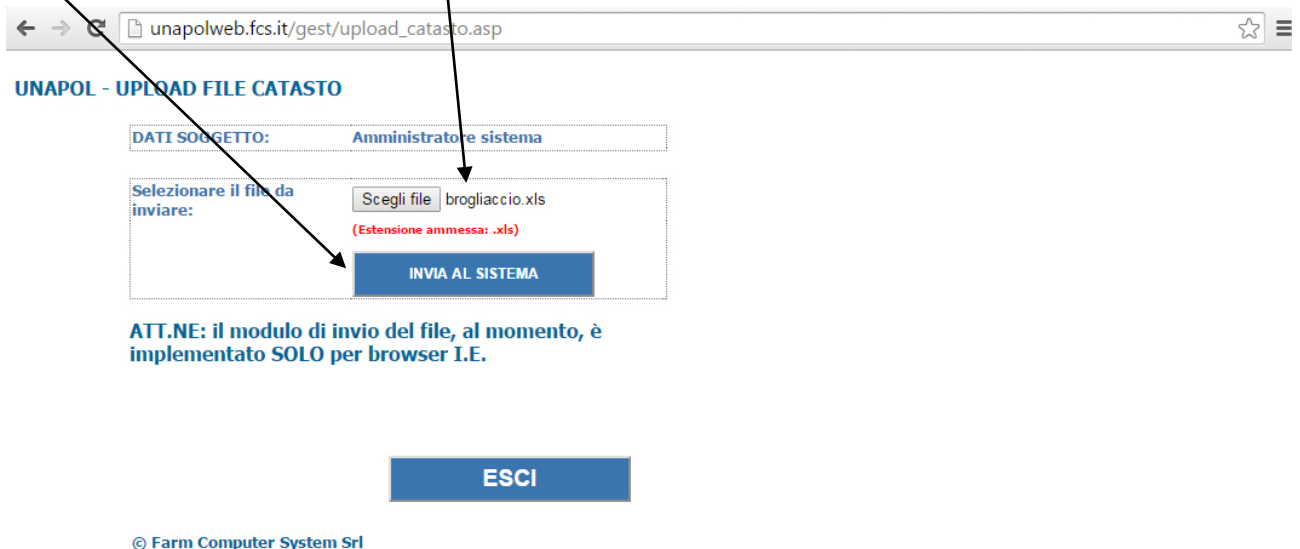 unapolweb.fcs.it/gest/upload_catasto.asp
UNAPOL - UPLOAD FILE CATASTO
DATI SOGGETTO: Amministratore sistema
Selezionare il file da
inviare:
Scegli file brogliaccio.xls
(Estensione ammessa: .xls)
INVIA AL SISTEMA
ATT.NE: il modulo di invio del file, al momento, è
implementato SOLO per browser I.E.
ESCI
© Farm Computer System Srl